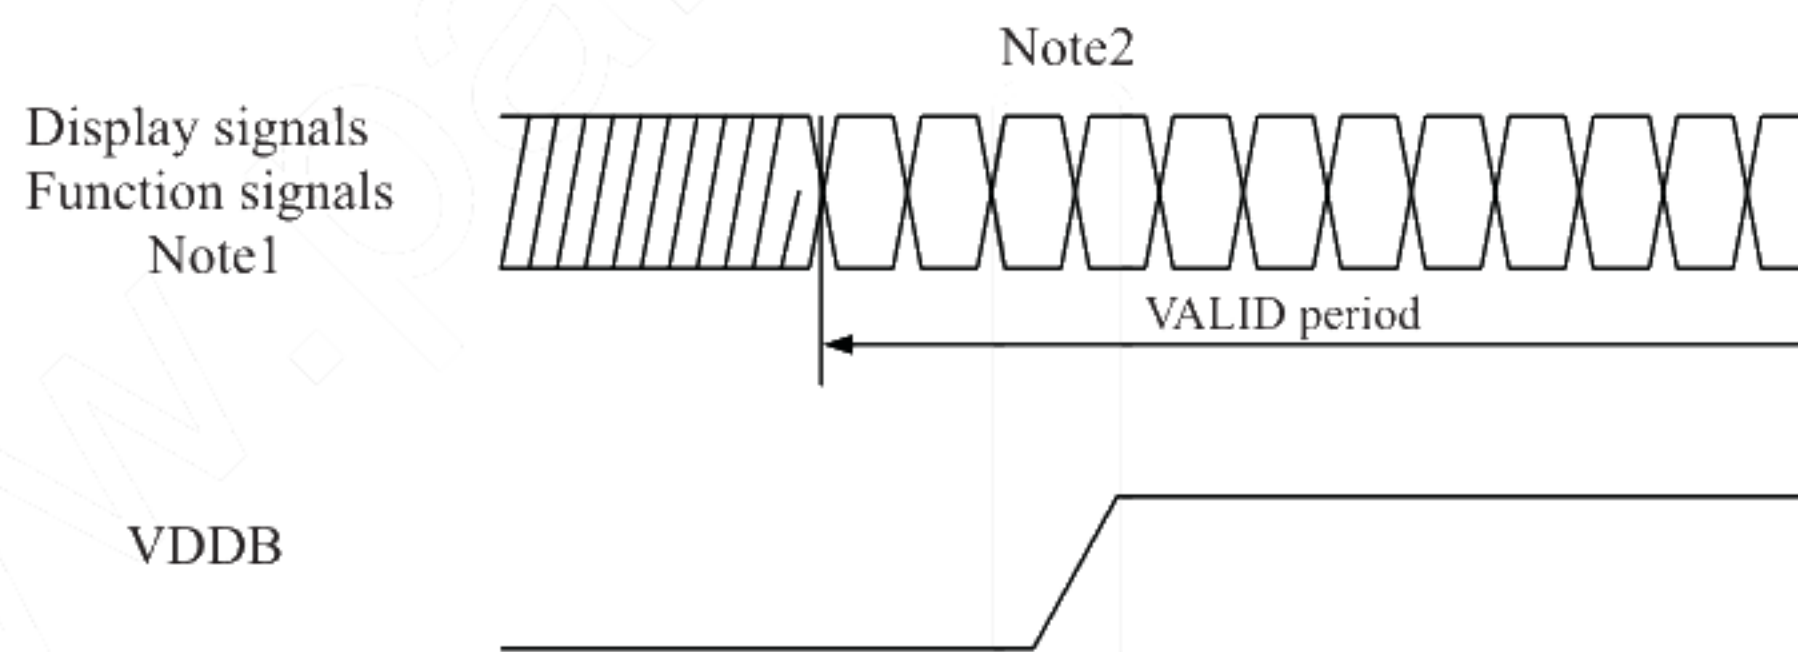 Note2
Display signals
Function signals
Note1
VALID period
VDDB